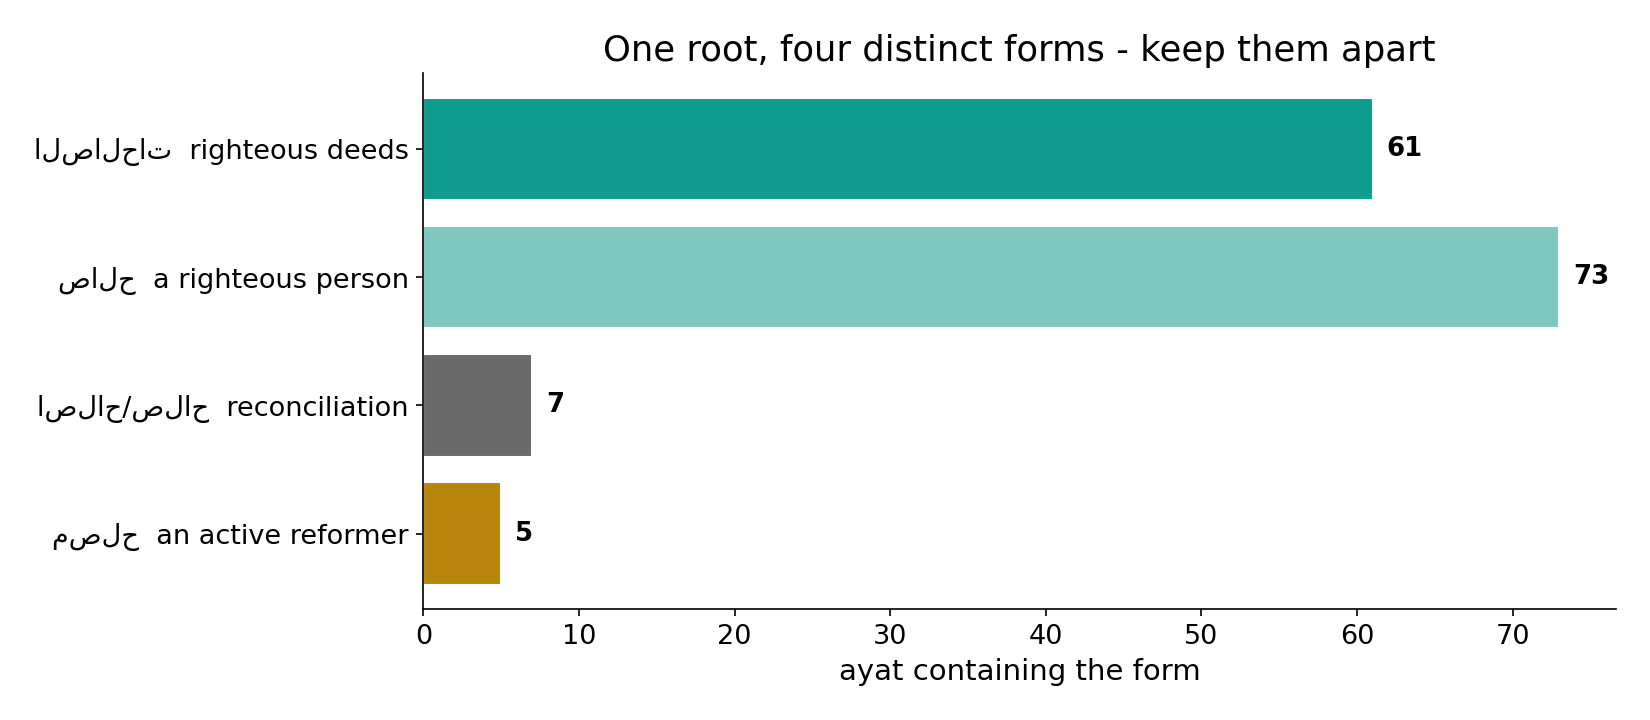 One root, four distinct forms - keep them apart
الصالحات righteous deeds
61
صالح a righteous person
73
اصلاح/صلاح reconciliation
7
مصلح an active reformer
5
0 10 20 30 40 50 60 70
ayat containing the form